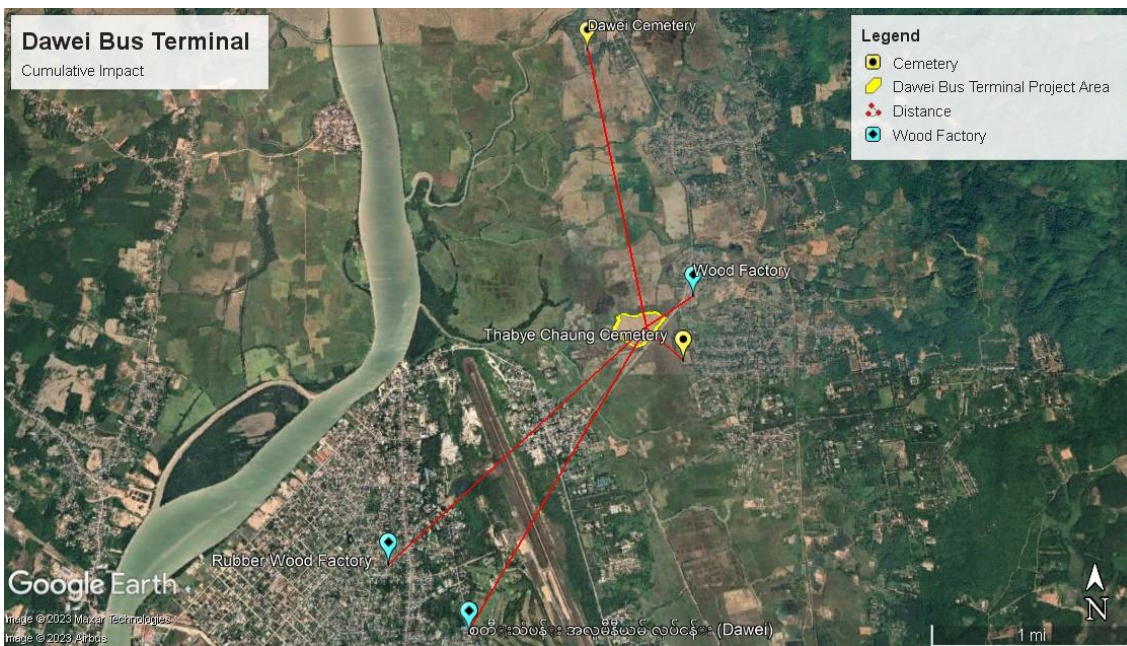 Dawei Bus Terminal
Cumulative Impact
Legend
Cemetery
Dawei Bus Terminal Project Area
Distance
Wood Factory
Dawei Cemetery
Wood Factory
Thabye Chaung Cemetery
Rubber Wood Factory
(Dawei)
Google Earth
Image © 2023 Maxar Technologies
Image © 2023 Airbus
N
1 mi